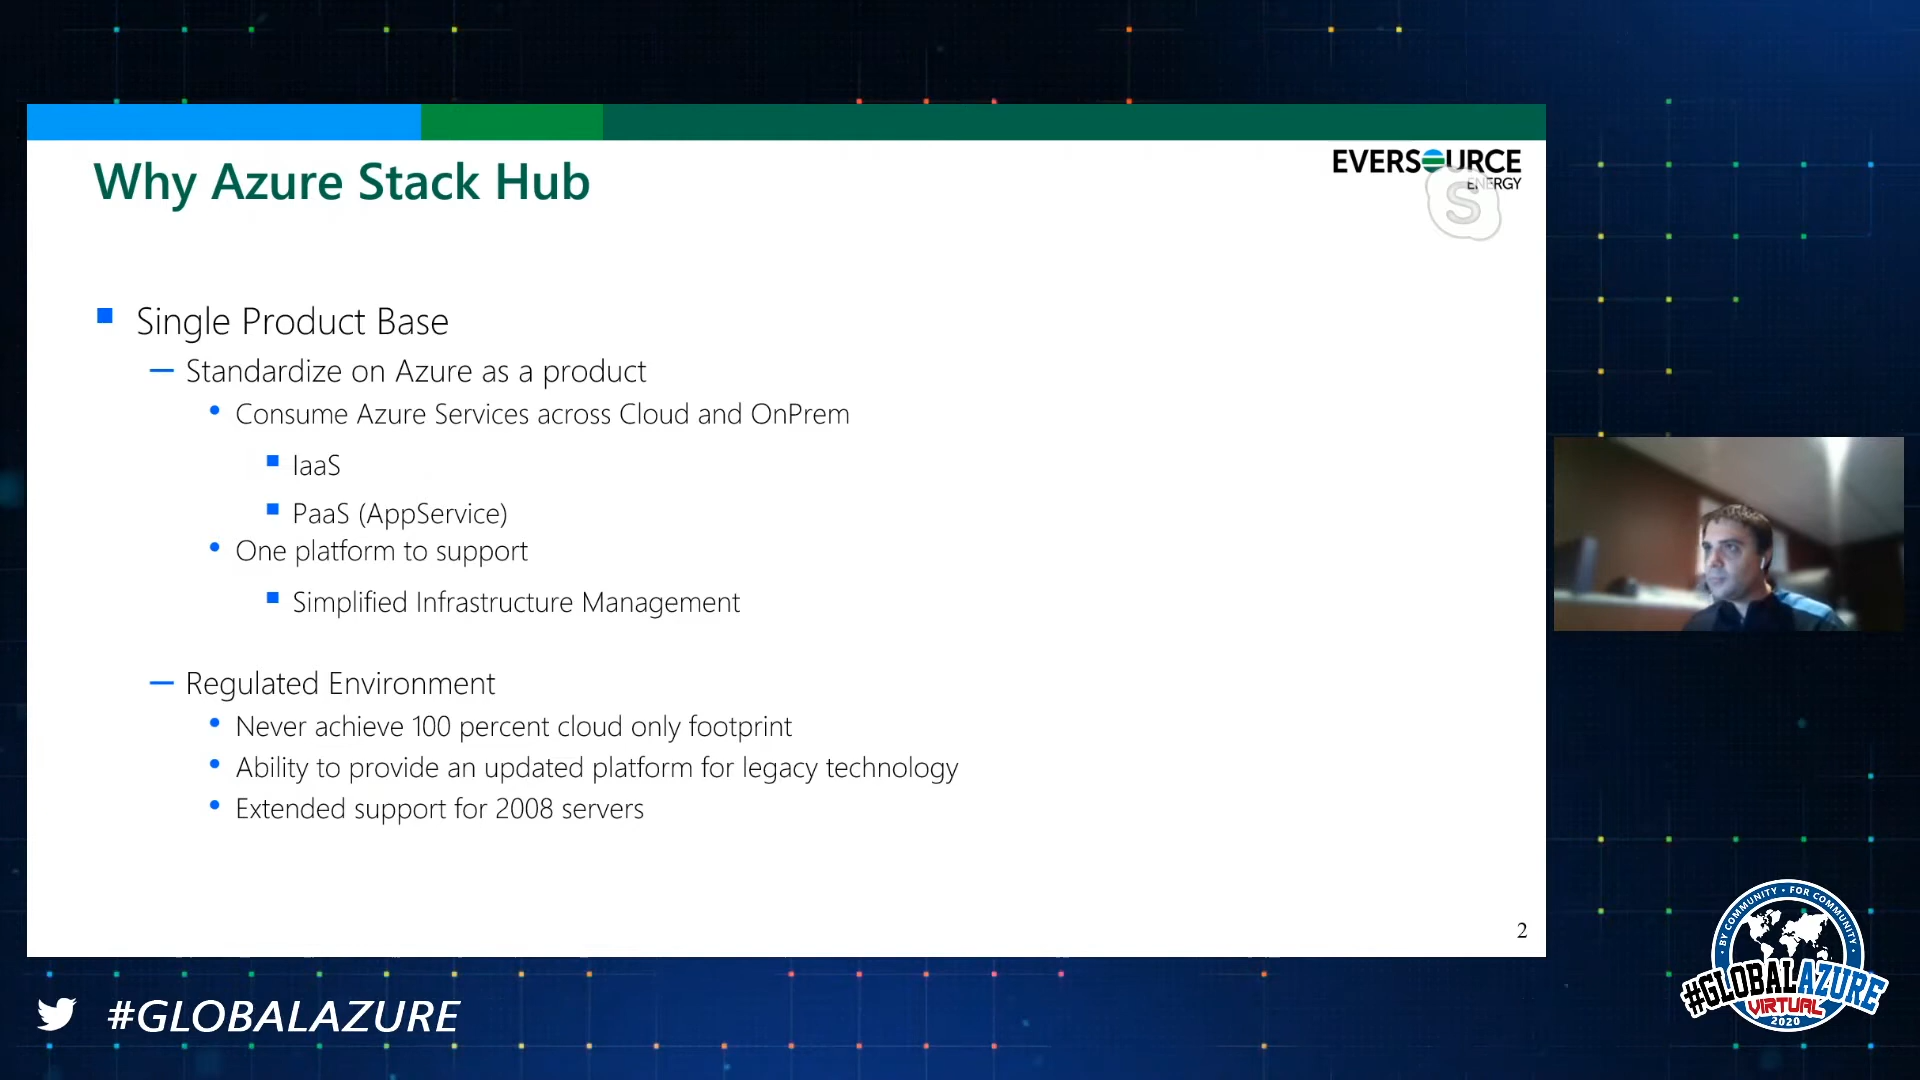 Why Azure Stack Hub
EVERSOURCE
ENERGY
S
Single Product Base
Standardize on Azure as a product
Consume Azure Services across Cloud and OnPrem
IaaS
PaaS (AppService)
One platform to support
Simplified Infrastructure Management
Regulated Environment
Never achieve 100 percent cloud only footprint
Ability to provide an updated platform for legacy technology
Extended support for 2008 servers
2
#GLOBALAZURE
BY COMMUNITY • FOR COMMUNITY
#GLOBALAZURE
VIRTUAL
2020